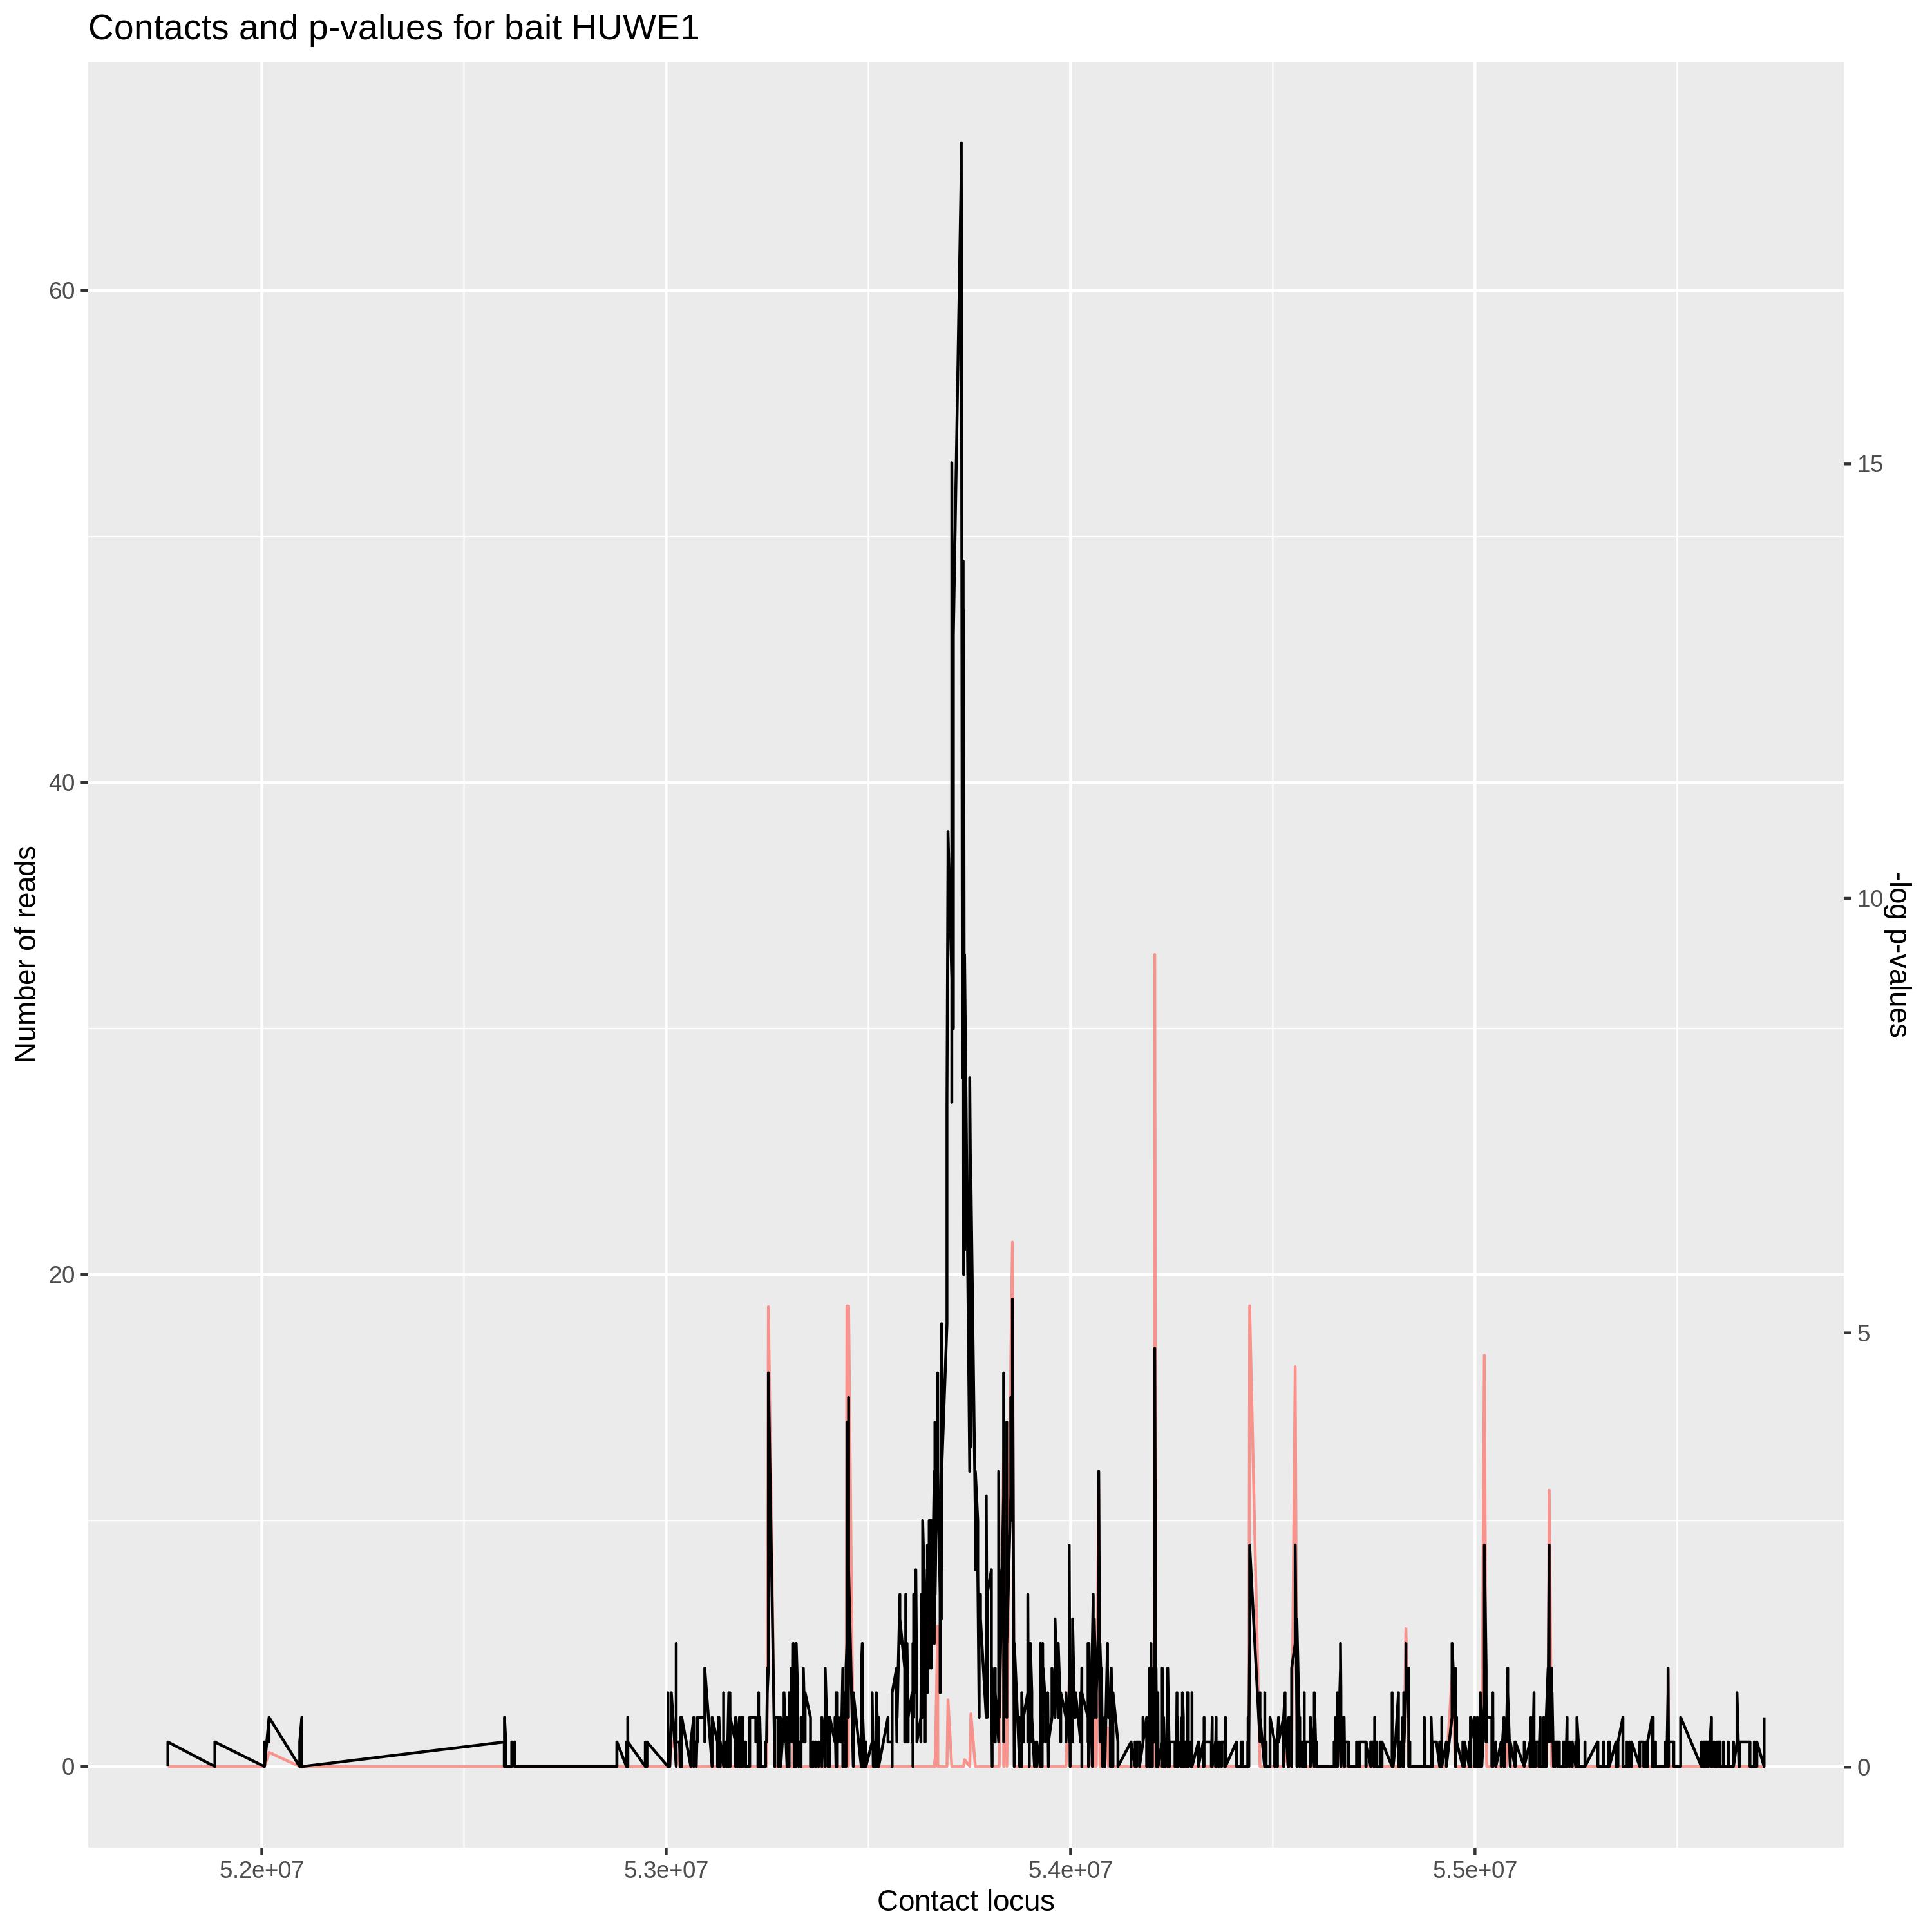 Contacts and p-values for bait HUWE1
60
40
20
0
Number of reads
15
10
5
0
-log p-values
5.2e+07 5.3e+07 5.4e+07 5.5e+07
Contact locus